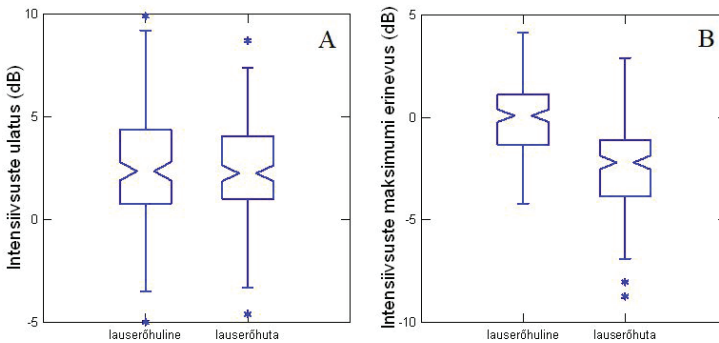 A
Intensiivsuste ulatus (dB)
10
5
0
-5
lauserõhuline lauserõhuta
B
Intensiivsuste maksimumi erinevus (dB)
5
0
-5
-10
lauserõhuline lauserõhuta